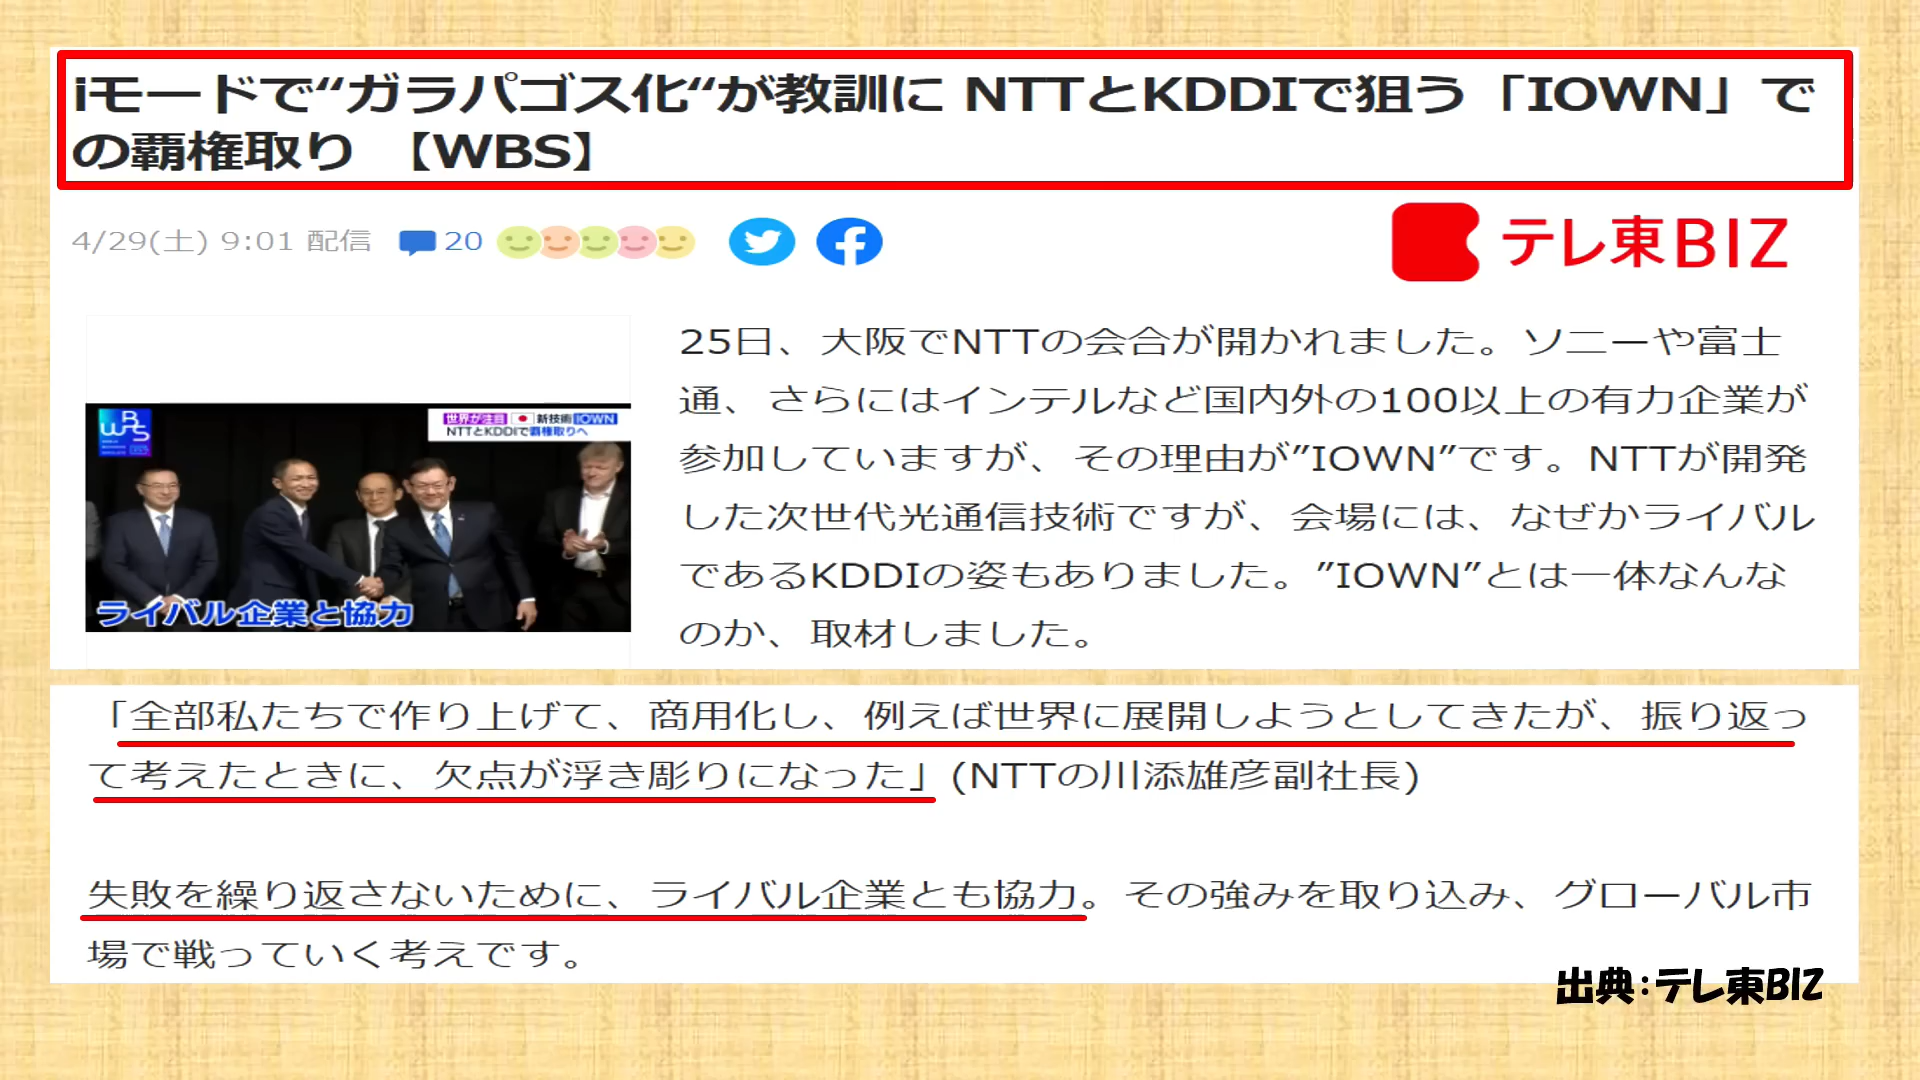 iモードで“ガラパゴス化“が教訓に NTTとKDDIで狙う「IOWN」で
の覇権取り 【WBS】
4/29(土) 9:01 配信 20
テレ東BIZ
WBS
世界が注目 新技術IOWN
NTTとKDDIで覇権取りへ
ライバル企業と協力
25日、大阪でNTTの会合が開かれました。ソニーや富士
通、さらにはインテルなど国内外の100以上の有力企業が
参加していますが、その理由が”IOWN”です。NTTが開発
した次世代光通信技術ですが、会場には、なぜかライバル
であるKDDIの姿もありました。”IOWN”とは一体なんな
のか、取材しました。
「全部私たちで作り上げて、商用化し、例えば世界に展開しようとしてきたが、振り返っ
て考えたときに、欠点が浮き彫りになった」(NTTの川添雄彦副社長)
失敗を繰り返さないために、ライバル企業とも協力。その強みを取り込み、グローバル市
場で戦っていく考えです。
出典：テレ東BIZ